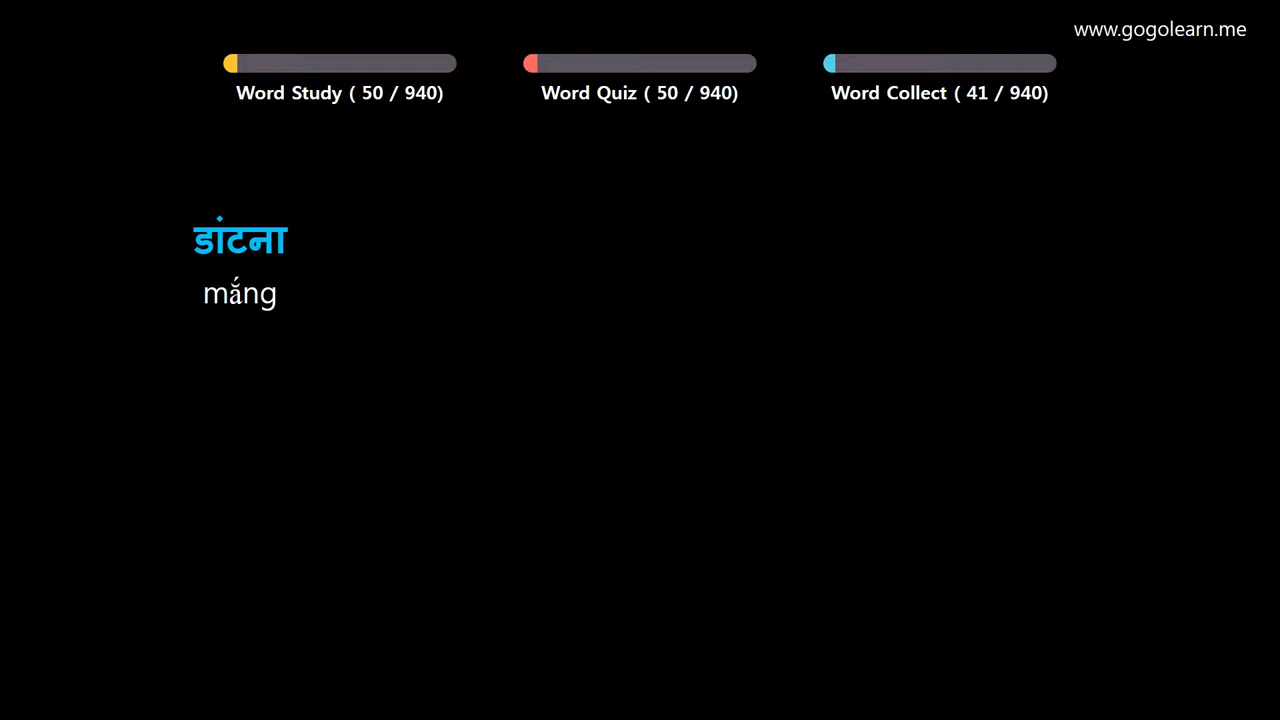 www.gogolearn.me
Word Study ( 50 / 940)
Word Quiz ( 50 / 940)
Word Collect ( 41 / 940)
डांटना
mắng